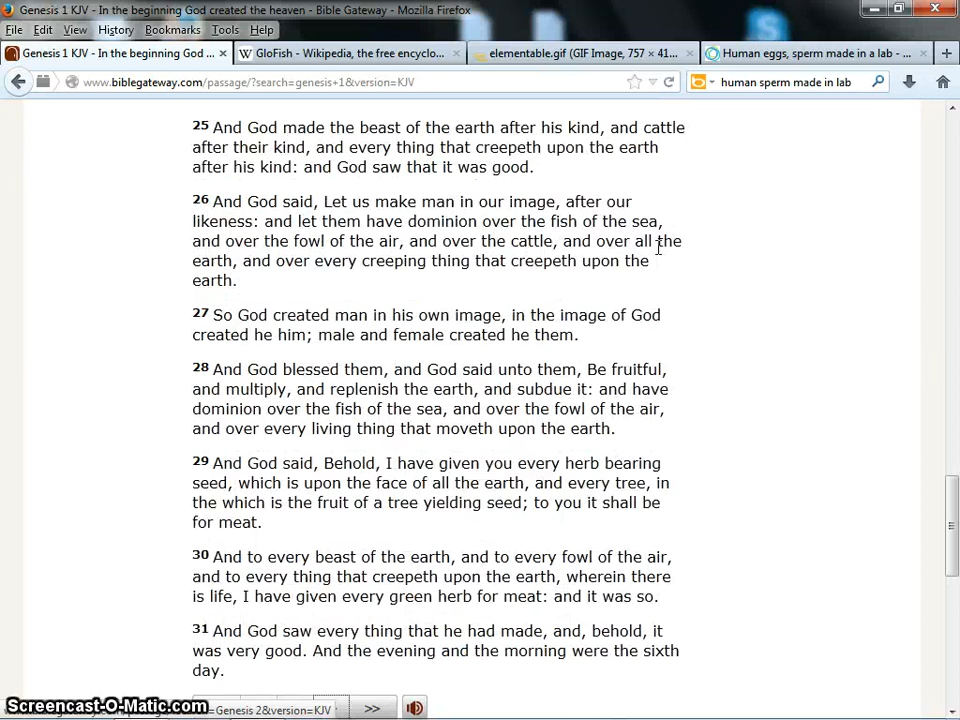 Genesis 1 KJV - In the beginning God created the heaven - Bible Gateway - Mozilla Firefox
File Edit View History Bookmarks Tools Help
Genesis 1 KJV - In the beginning God ... × W GloFish - Wikipedia, the free encyclo... × elementable.gif (GIF Image, 757 × 41... × Human eggs, sperm made in a lab - ... × +
www.biblegateway.com/passage/?search=genesis+1&version=KJV human sperm made in lab
25 And God made the beast of the earth after his kind, and cattle
after their kind, and every thing that creepeth upon the earth
after his kind: and God saw that it was good.
26 And God said, Let us make man in our image, after our
likeness: and let them have dominion over the fish of the sea,
and over the fowl of the air, and over the cattle, and over all the
earth, and over every creeping thing that creepeth upon the
earth.
27 So God created man in his own image, in the image of God
created he him; male and female created he them.
28 And God blessed them, and God said unto them, Be fruitful,
and multiply, and replenish the earth, and subdue it: and have
dominion over the fish of the sea, and over the fowl of the air,
and over every living thing that moveth upon the earth.
29 And God said, Behold, I have given you every herb bearing
seed, which is upon the face of all the earth, and every tree, in
the which is the fruit of a tree yielding seed; to you it shall be
for meat.
30 And to every beast of the earth, and to every fowl of the air,
and to every thing that creepeth upon the earth, wherein there
is life, I have given every green herb for meat: and it was so.
31 And God saw every thing that he had made, and, behold, it
was very good. And the evening and the morning were the sixth
day.
Genesis 2&version=KJV >>
Screencast-O-Matic.com